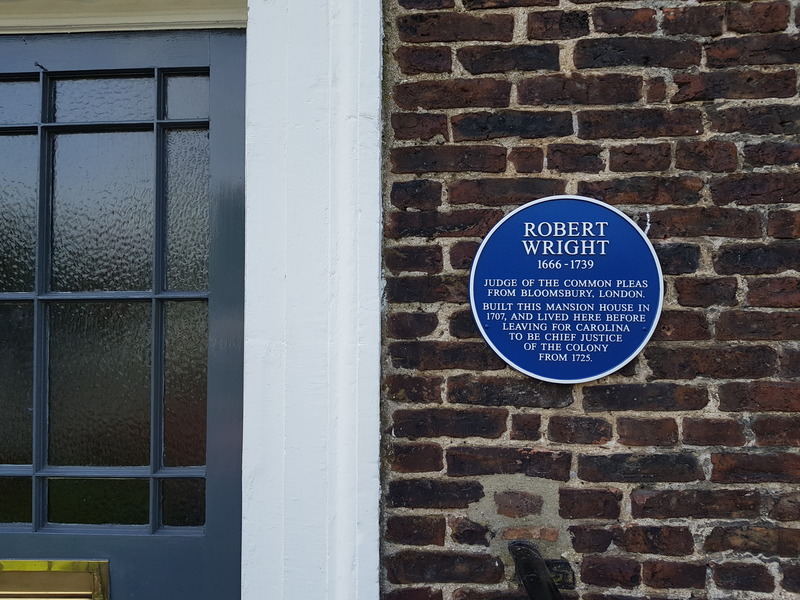 ROBERT
WRIGHT
1666-1739
JUDGE OF THE COMMON PLEAS
FROM BLOOMSBURY, LONDON.
BUILT THIS MANSION HOUSE IN
1707, AND LIVED HERE BEFORE
LEAVING FOR CAROLINA
TO BE CHIEF JUSTICE
OF THE COLONY
FROM 1725.